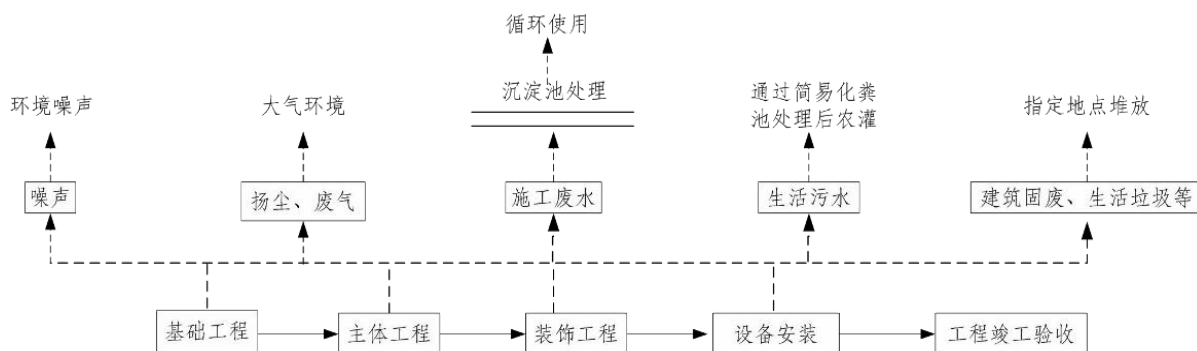 循环使用
环境噪声
大气环境
沉淀池处理
通过简易化粪
池处理后农灌
指定地点堆放
噪声
扬尘、废气
施工废水
生活污水
建筑固废、生活垃圾等
基础工程
主体工程
装饰工程
设备安装
工程竣工验收